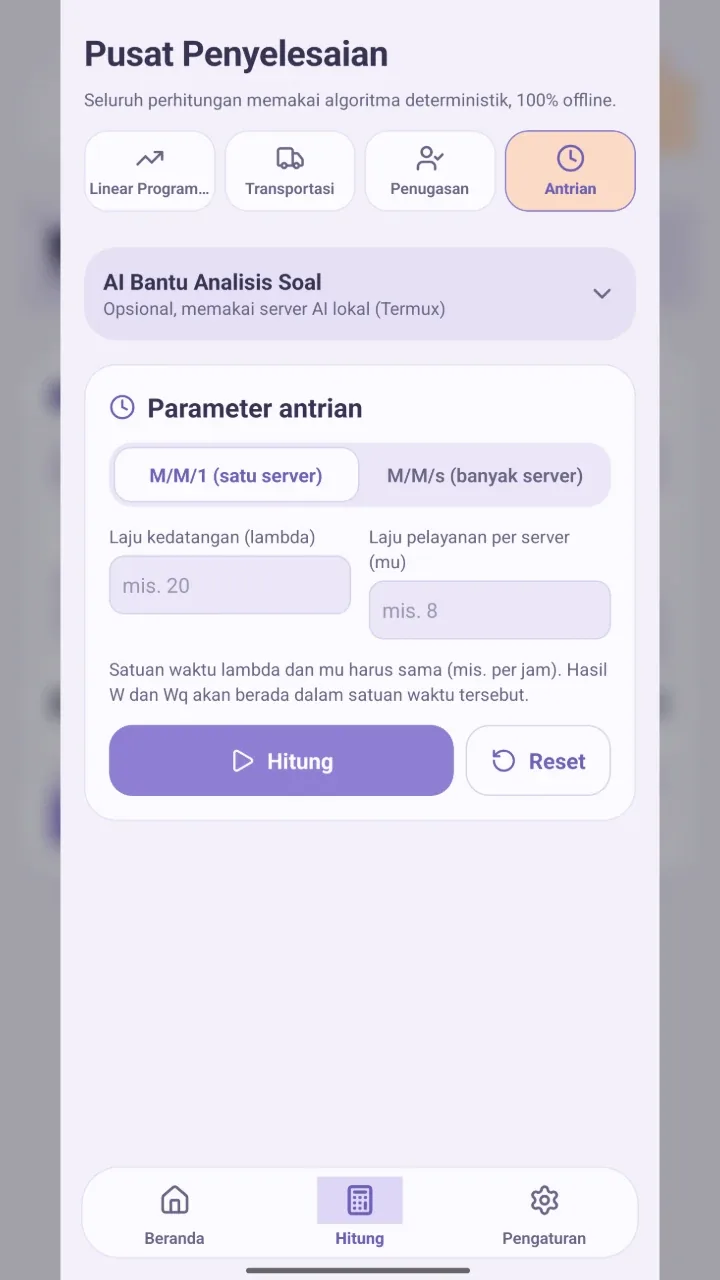 Pusat Penyelesaian
Seluruh perhitungan memakai algoritma deterministik, 100% offline.
Linear Program...
Transportasi
Penugasan
Antrian
AI Bantu Analisis Soal
Opsional, memakai server AI lokal (Termux)
Parameter antrian
M/M/1 (satu server)
M/M/s (banyak server)
Laju kedatangan (lambda)
mis. 20
Laju pelayanan per server
(mu)
mis. 8
Satuan waktu lambda dan mu harus sama (mis. per jam). Hasil
W dan Wq akan berada dalam satuan waktu tersebut.
Hitung
Reset
Beranda
Hitung
Pengaturan